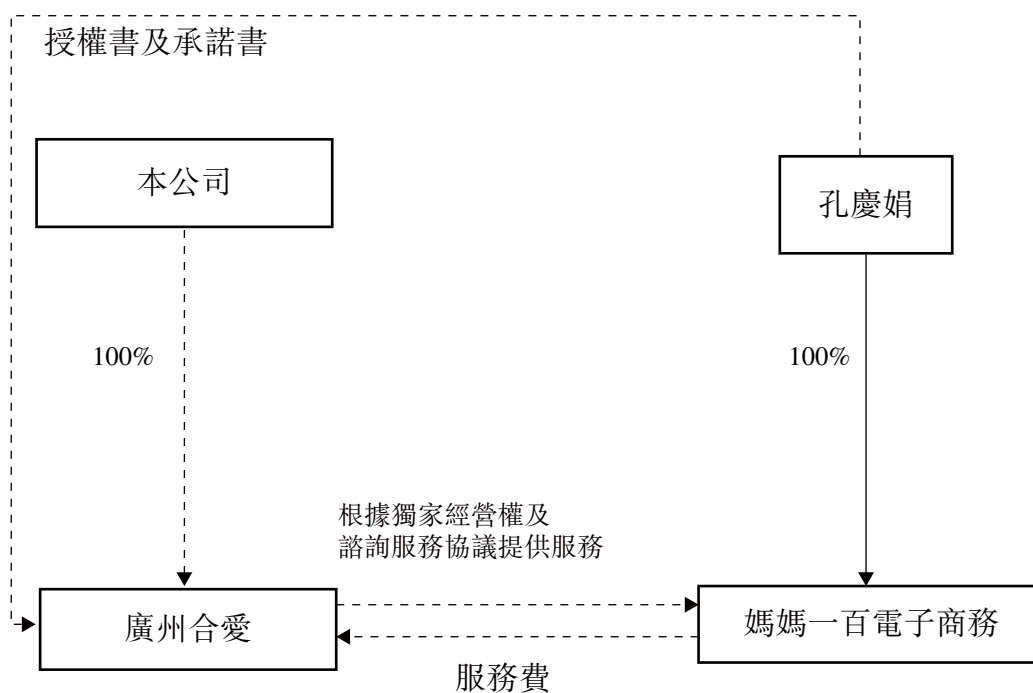 授權書及承諾書
本公司
孔慶娟
100%
100%
根據獨家經營權及
諮詢服務協議提供服務
廣州合愛
媽媽一百電子商務
服務費